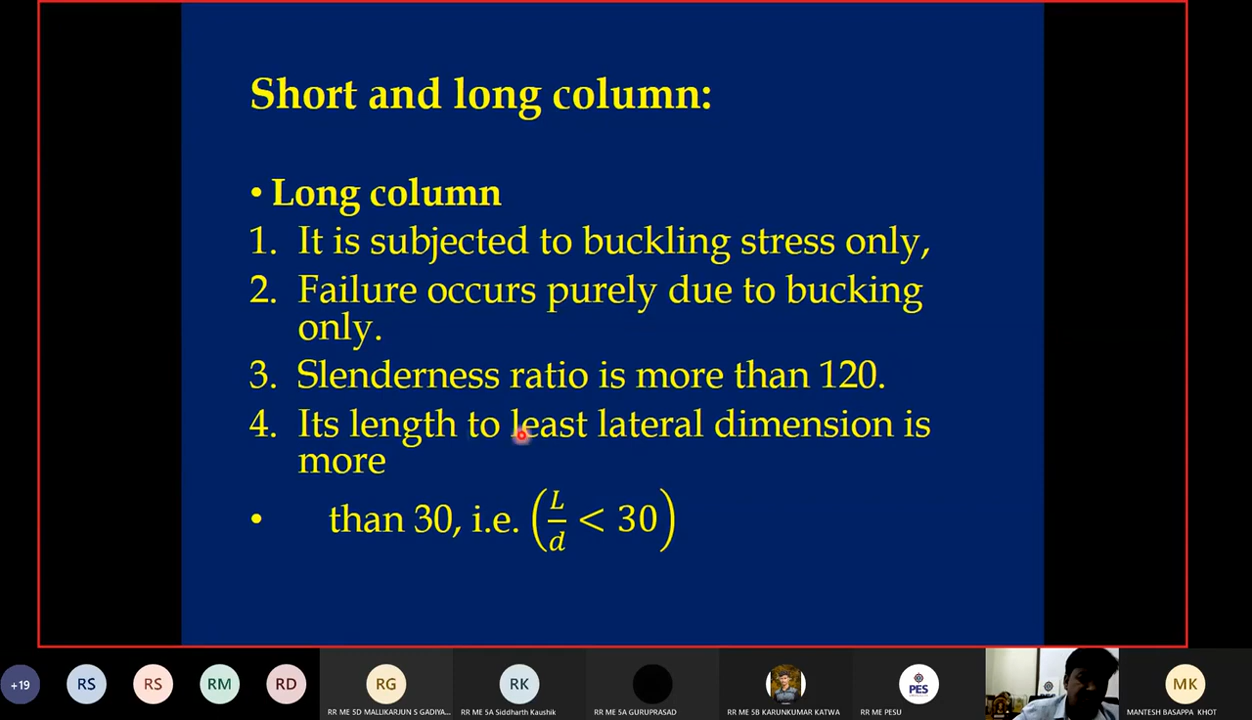 Short and long column:
• Long column
1. It is subjected to buckling stress only,
2. Failure occurs purely due to bucking
only.
3. Slenderness ratio is more than 120.
4. Its length to least lateral dimension is
more
• than 30, i.e. (L/d < 30)
+19
RS
RS
RM
RD
RG
RR ME 5D MALLIKARJUN S GADIYA...
RK
RR ME 5A Siddharth Kaushik
RR ME 5A GURUPRASAD
RR ME 5B KARUNKUMAR KATWA
PES
RR ME PESU
MK
MANTESH BASAPPA KHOT